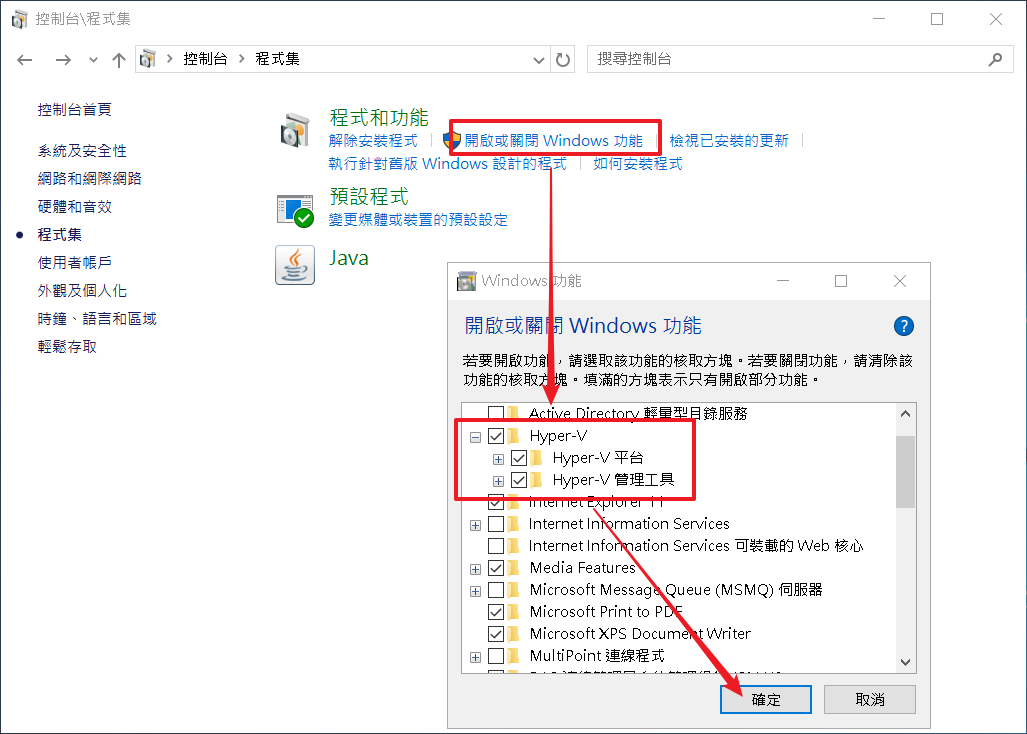 控制台\程式集
控制台 程式集
搜尋控制台
控制台首頁
系統及安全性
網路和網際網路
硬體和音效
程式集
使用者帳戶
外觀及個人化
時鐘、語言和區域
輕鬆存取
程式和功能
解除安裝程式 開啟或關閉 Windows 功能 檢視已安裝的更新
執行針對舊版 Windows 設計的程式 如何安裝程式
預設程式
變更媒體或裝置的預設設定
Java
Windows 功能
開啟或關閉 Windows 功能
若要開啟功能，請選取該功能的核取方塊。若要關閉功能，請清除該
功能的核取方塊。填滿的方塊表示只有開啟部分功能。
Active Directory 輕量型目錄服務
Hyper-V
Hyper-V 平台
Hyper-V 管理工具
Internet Explorer 11
Internet Information Services
Internet Information Services 可裝載的 Web 核心
Media Features
Microsoft Message Queue (MSMQ) 伺服器
Microsoft Print to PDF
Microsoft XPS Document Writer
MultiPoint 連線程式
確定
取消